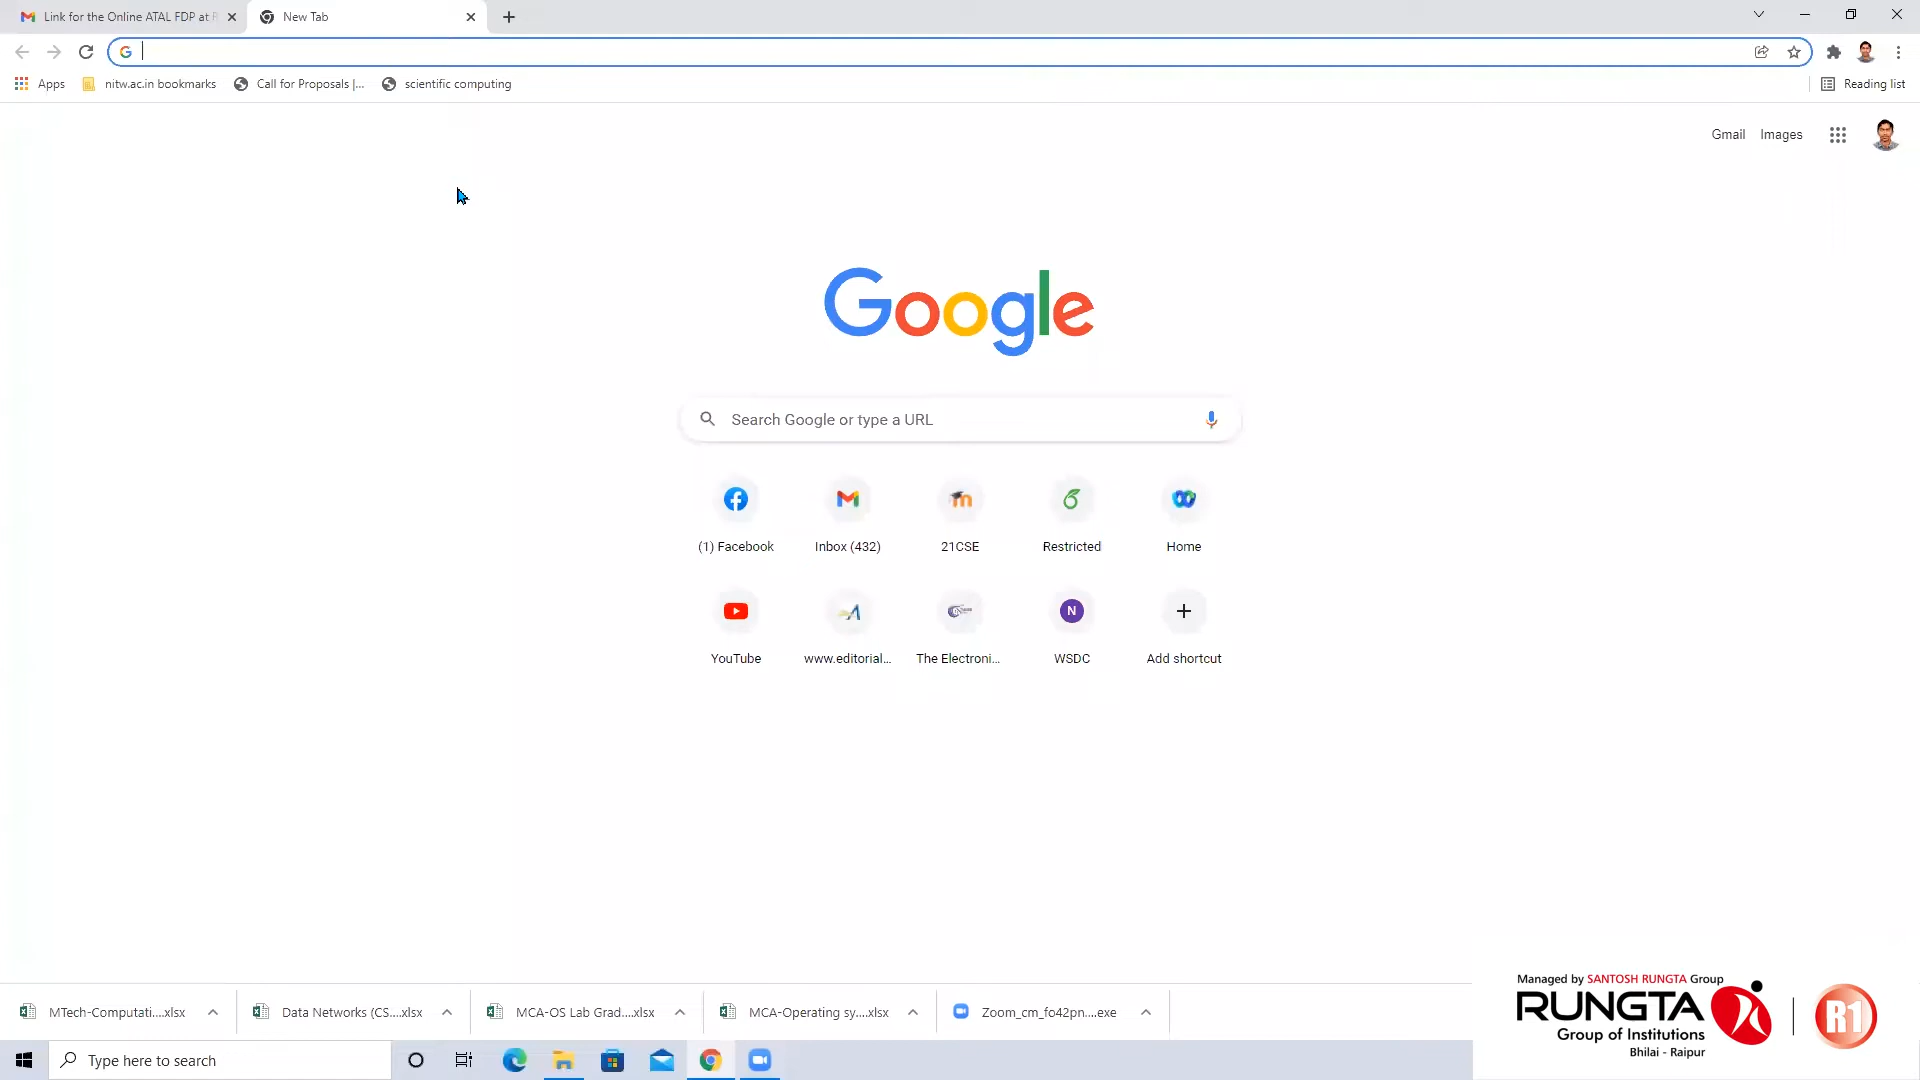 Link for the Online ATAL FDP at R
New Tab
Apps
nitw.ac.in bookmarks
Call for Proposals |...
scientific computing
Reading list
Gmail
Images
Google
Search Google or type a URL
(1) Facebook
Inbox (432)
21CSE
Restricted
Home
N
YouTube
www.editorial...
The Electroni...
WSDC
Add shortcut
MTech-Computati....xlsx
Data Networks (CS....xlsx
MCA-OS Lab Grad....xlsx
MCA-Operating sy....xlsx
Zoom_cm_fo42pn....exe
Managed by SANTOSH RUNGTA Group
RUNGTA
Group of Institutions
Bhilai - Raipur
R1
Type here to search